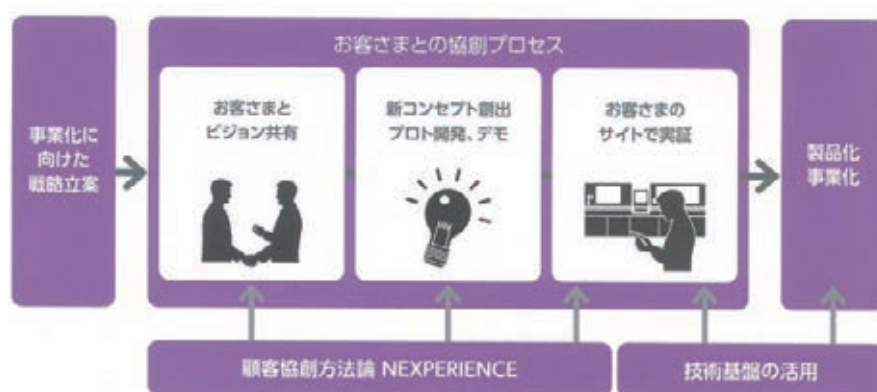 お客さまとの協創プロセス
事業化に
向けた
戦略立案
お客さまと
ビジョン共有
新コンセプト創出
プロト開発、デモ
お客さまの
サイトで実証
製品化
事業化
顧客協創方法論 NEXPERIENCE
技術基盤の活用